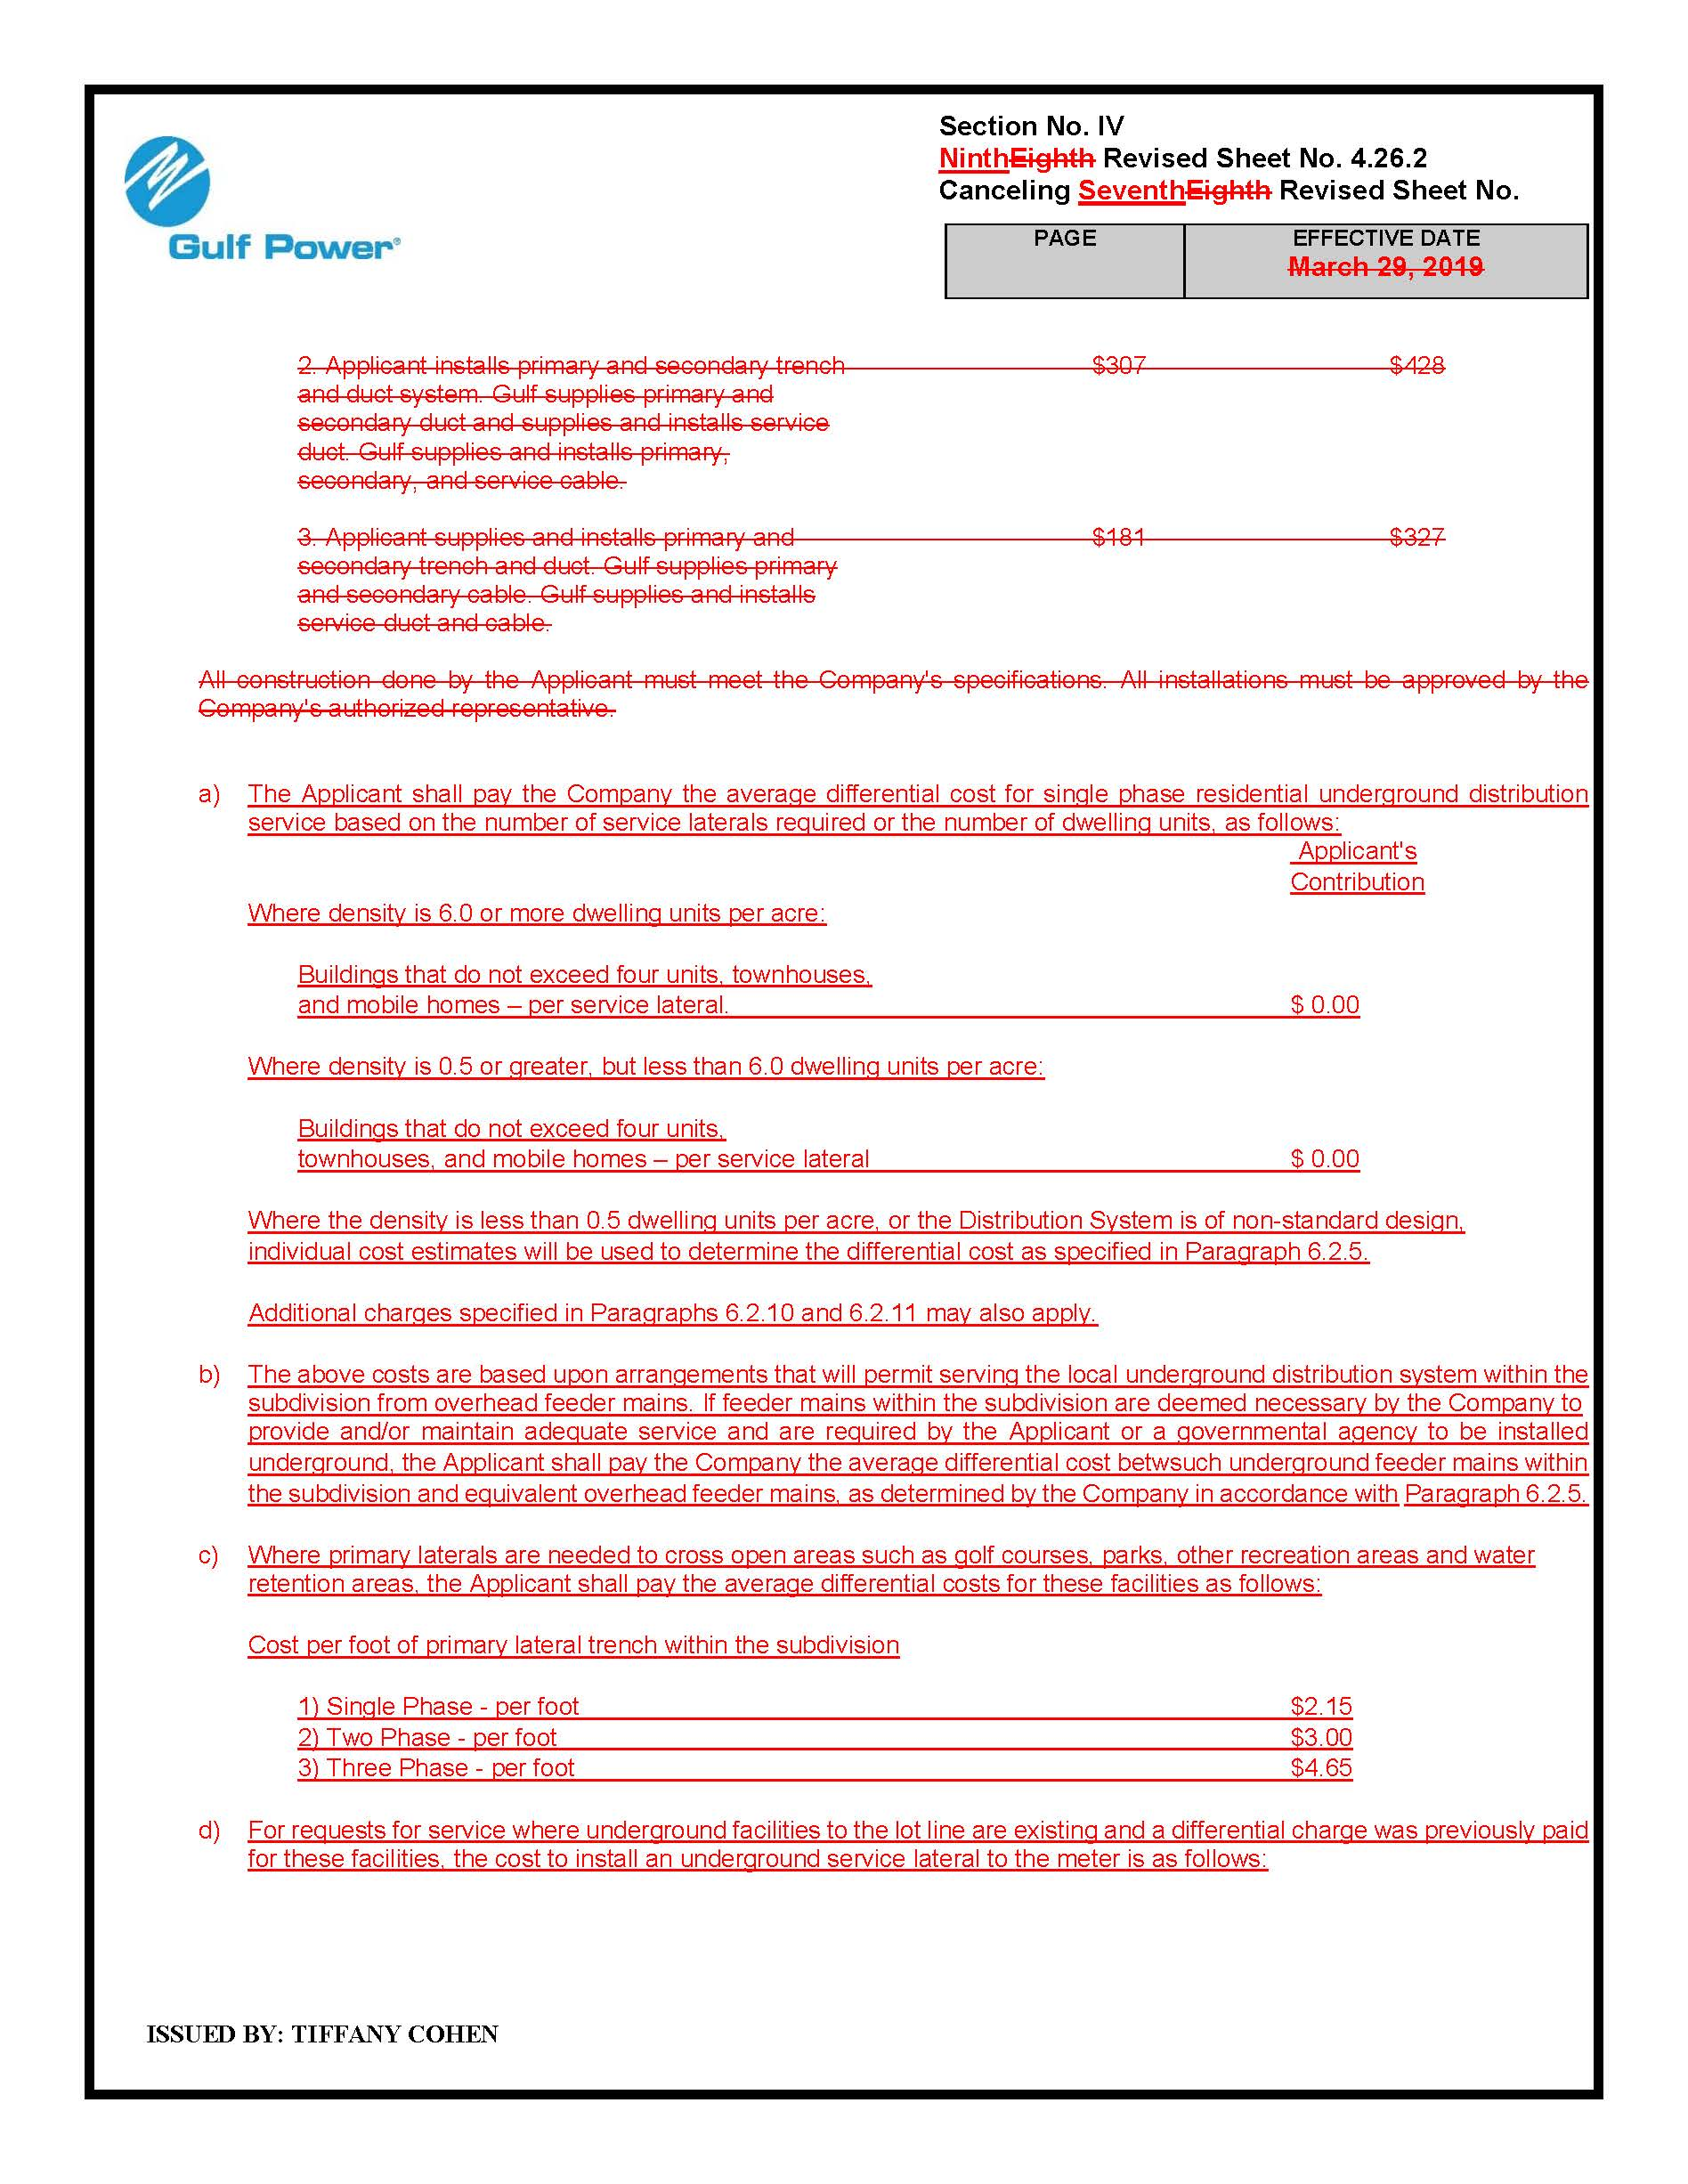 Section No. IV
NinthEighth Revised Sheet No. 4.26.2
Canceling SeventhEighth Revised Sheet No.
Gulf Power®
PAGE
EFFECTIVE DATE
March 29, 2019
2. Applicant installs primary and secondary trench $307 $428
and duct system. Gulf supplies primary and
secondary duct and supplies and installs service
duct. Gulf supplies and installs primary,
secondary, and service cable.
3. Applicant supplies and installs primary and $181 $327
secondary trench and duct. Gulf supplies primary
and secondary cable. Gulf supplies and installs
service duct and cable.
All construction done by the Applicant must meet the Company's specifications. All installations must be approved by the
Company's authorized representative.
a) The Applicant shall pay the Company the average differential cost for single phase residential underground distribution
service based on the number of service laterals required or the number of dwelling units, as follows:
Applicant's
Contribution
Where density is 6.0 or more dwelling units per acre:
Buildings that do not exceed four units, townhouses,
and mobile homes – per service lateral. $ 0.00
Where density is 0.5 or greater, but less than 6.0 dwelling units per acre:
Buildings that do not exceed four units,
townhouses, and mobile homes – per service lateral $ 0.00
Where the density is less than 0.5 dwelling units per acre, or the Distribution System is of non-standard design,
individual cost estimates will be used to determine the differential cost as specified in Paragraph 6.2.5.
Additional charges specified in Paragraphs 6.2.10 and 6.2.11 may also apply.
b) The above costs are based upon arrangements that will permit serving the local underground distribution system within the
subdivision from overhead feeder mains. If feeder mains within the subdivision are deemed necessary by the Company to
provide and/or maintain adequate service and are required by the Applicant or a governmental agency to be installed
underground, the Applicant shall pay the Company the average differential cost betwsuch underground feeder mains within
the subdivision and equivalent overhead feeder mains, as determined by the Company in accordance with Paragraph 6.2.5.
c) Where primary laterals are needed to cross open areas such as golf courses, parks, other recreation areas and water
retention areas, the Applicant shall pay the average differential costs for these facilities as follows:
Cost per foot of primary lateral trench within the subdivision
1) Single Phase - per foot $2.15
2) Two Phase - per foot $3.00
3) Three Phase - per foot $4.65
d) For requests for service where underground facilities to the lot line are existing and a differential charge was previously paid
for these facilities, the cost to install an underground service lateral to the meter is as follows:
ISSUED BY: TIFFANY COHEN